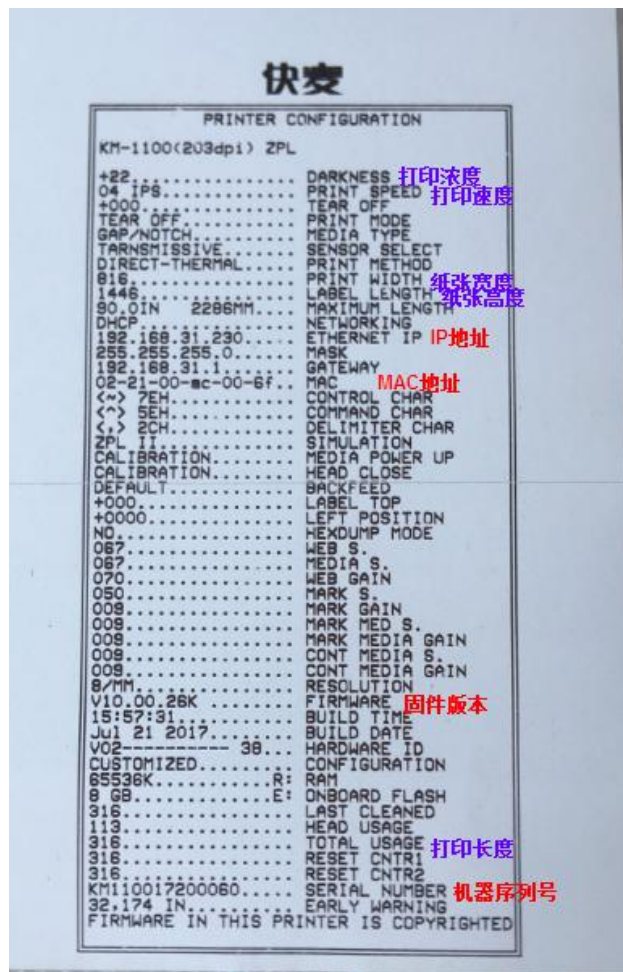 快麦
PRINTER CONFIGURATION
KM-1100(203dpi) ZPL
+22................ DARKNESS 打印浓度
04 IPS............. PRINT SPEED 打印速度
+000............... TEAR OFF
TEAR OFF........... PRINT MODE
GAP/NOTCH.......... MEDIA TYPE
TARNSMISSIVE....... SENSOR SELECT
DIRECT-THERMAL..... PRINT METHOD
816................ PRINT WIDTH 纸张宽度
1446............... LABEL LENGTH 纸张高度
90.0IN 2286MM.... MAXIMUM LENGTH
DHCP............... NETWORKING
192.168.31.230..... ETHERNET IP IP地址
255.255.255.0...... MASK
192.168.31.1....... GATEWAY
02-21-00-mc-00-6f.. MAC MAC地址
<~> 7EH............ CONTROL CHAR
<^> 5EH............ COMMAND CHAR
<,> 2CH............ DELIMITER CHAR
ZPL II............. SIMULATION
CALIBRATION........ MEDIA POWER UP
CALIBRATION........ HEAD CLOSE
DEFAULT............ BACKFEED
+000............... LABEL TOP
+0000.............. LEFT POSITION
NO................. HEXDUMP MODE
067................ WEB S.
067................ MEDIA S.
070................ WEB GAIN
050................ MARK S.
009................ MARK GAIN
009................ MARK MED S.
009................ MARK MEDIA GAIN
009................ CONT MEDIA S.
009................ CONT MEDIA GAIN
8/MM............... RESOLUTION
V10.00.26K......... FIRMWARE 固件版本
15:57:31........... BUILD TIME
Jul 21 2017........ BUILD DATE
V02---------- 38... HARDWARE ID
CUSTOMIZED......... CONFIGURATION
65536K............R: RAM
8 GB..............E: ONBOARD FLASH
316................ LAST CLEANED
113................ HEAD USAGE
316................ TOTAL USAGE 打印长度
316................ RESET CNTR1
316................ RESET CNTR2
KM110017200060..... SERIAL NUMBER 机器序列号
32,174 IN.......... EARLY WARNING
FIRMWARE IN THIS PRINTER IS COPYRIGHTED